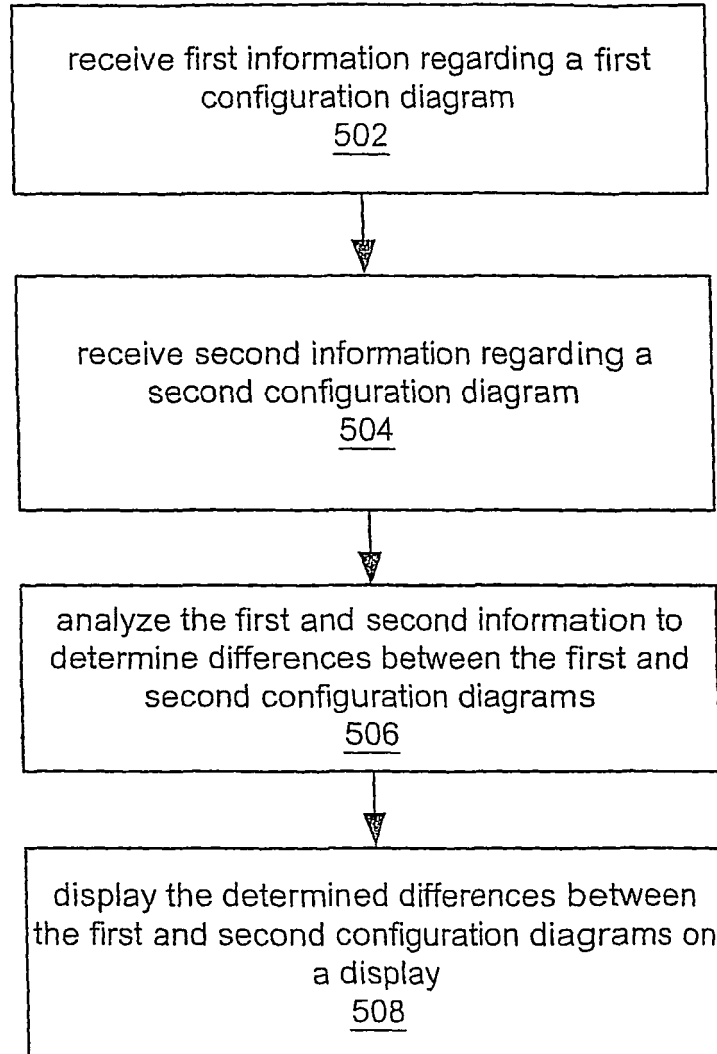 receive first information regarding a first
configuration diagram
502
receive second information regarding a
second configuration diagram
504
analyze the first and second information to
determine differences between the first and
second configuration diagrams
506
display the determined differences between
the first and second configuration diagrams on
a display
508